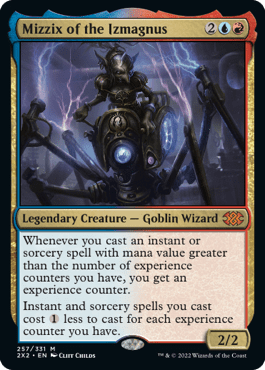 Mizzix of the Izmagnus 2
Legendary Creature — Goblin Wizard
Whenever you cast an instant or
sorcery spell with mana value greater
than the number of experience
counters you have, you get an
experience counter.
Instant and sorcery spells you cast
cost 1 less to cast for each experience
counter you have.
2/2
257/331 M
2X2 • EN CLIFF CHILDS
™ & © 2022 Wizards of the Coast